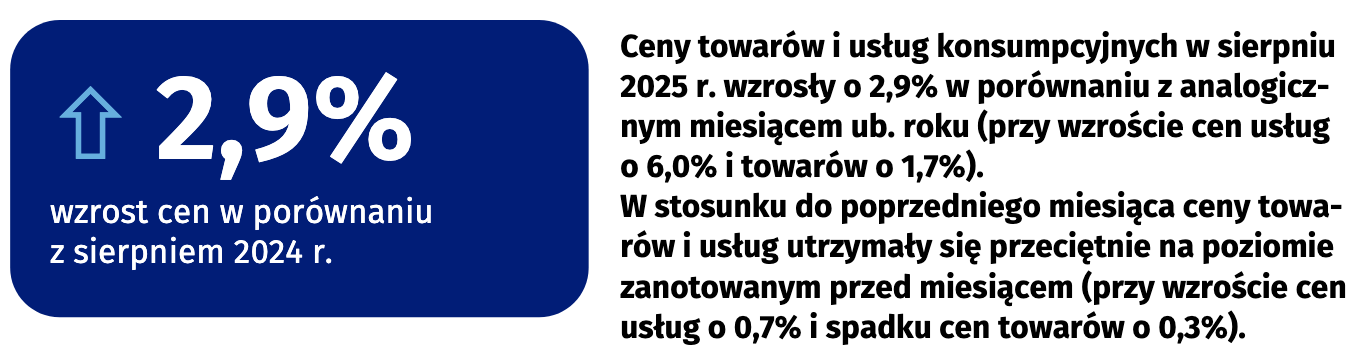 2,9%
wzrost cen w porównaniu
z sierpniem 2024 r.
Ceny towarów i usług konsumpcyjnych w sierpniu
2025 r. wzrosły o 2,9% w porównaniu z analogicz-
nym miesiącem ub. roku (przy wzroście cen usług
o 6,0% i towarów o 1,7%).
W stosunku do poprzedniego miesiąca ceny towa-
rów i usług utrzymały się przeciętnie na poziomie
zanotowanym przed miesiącem (przy wzroście cen
usług o 0,7% i spadku cen towarów o 0,3%).